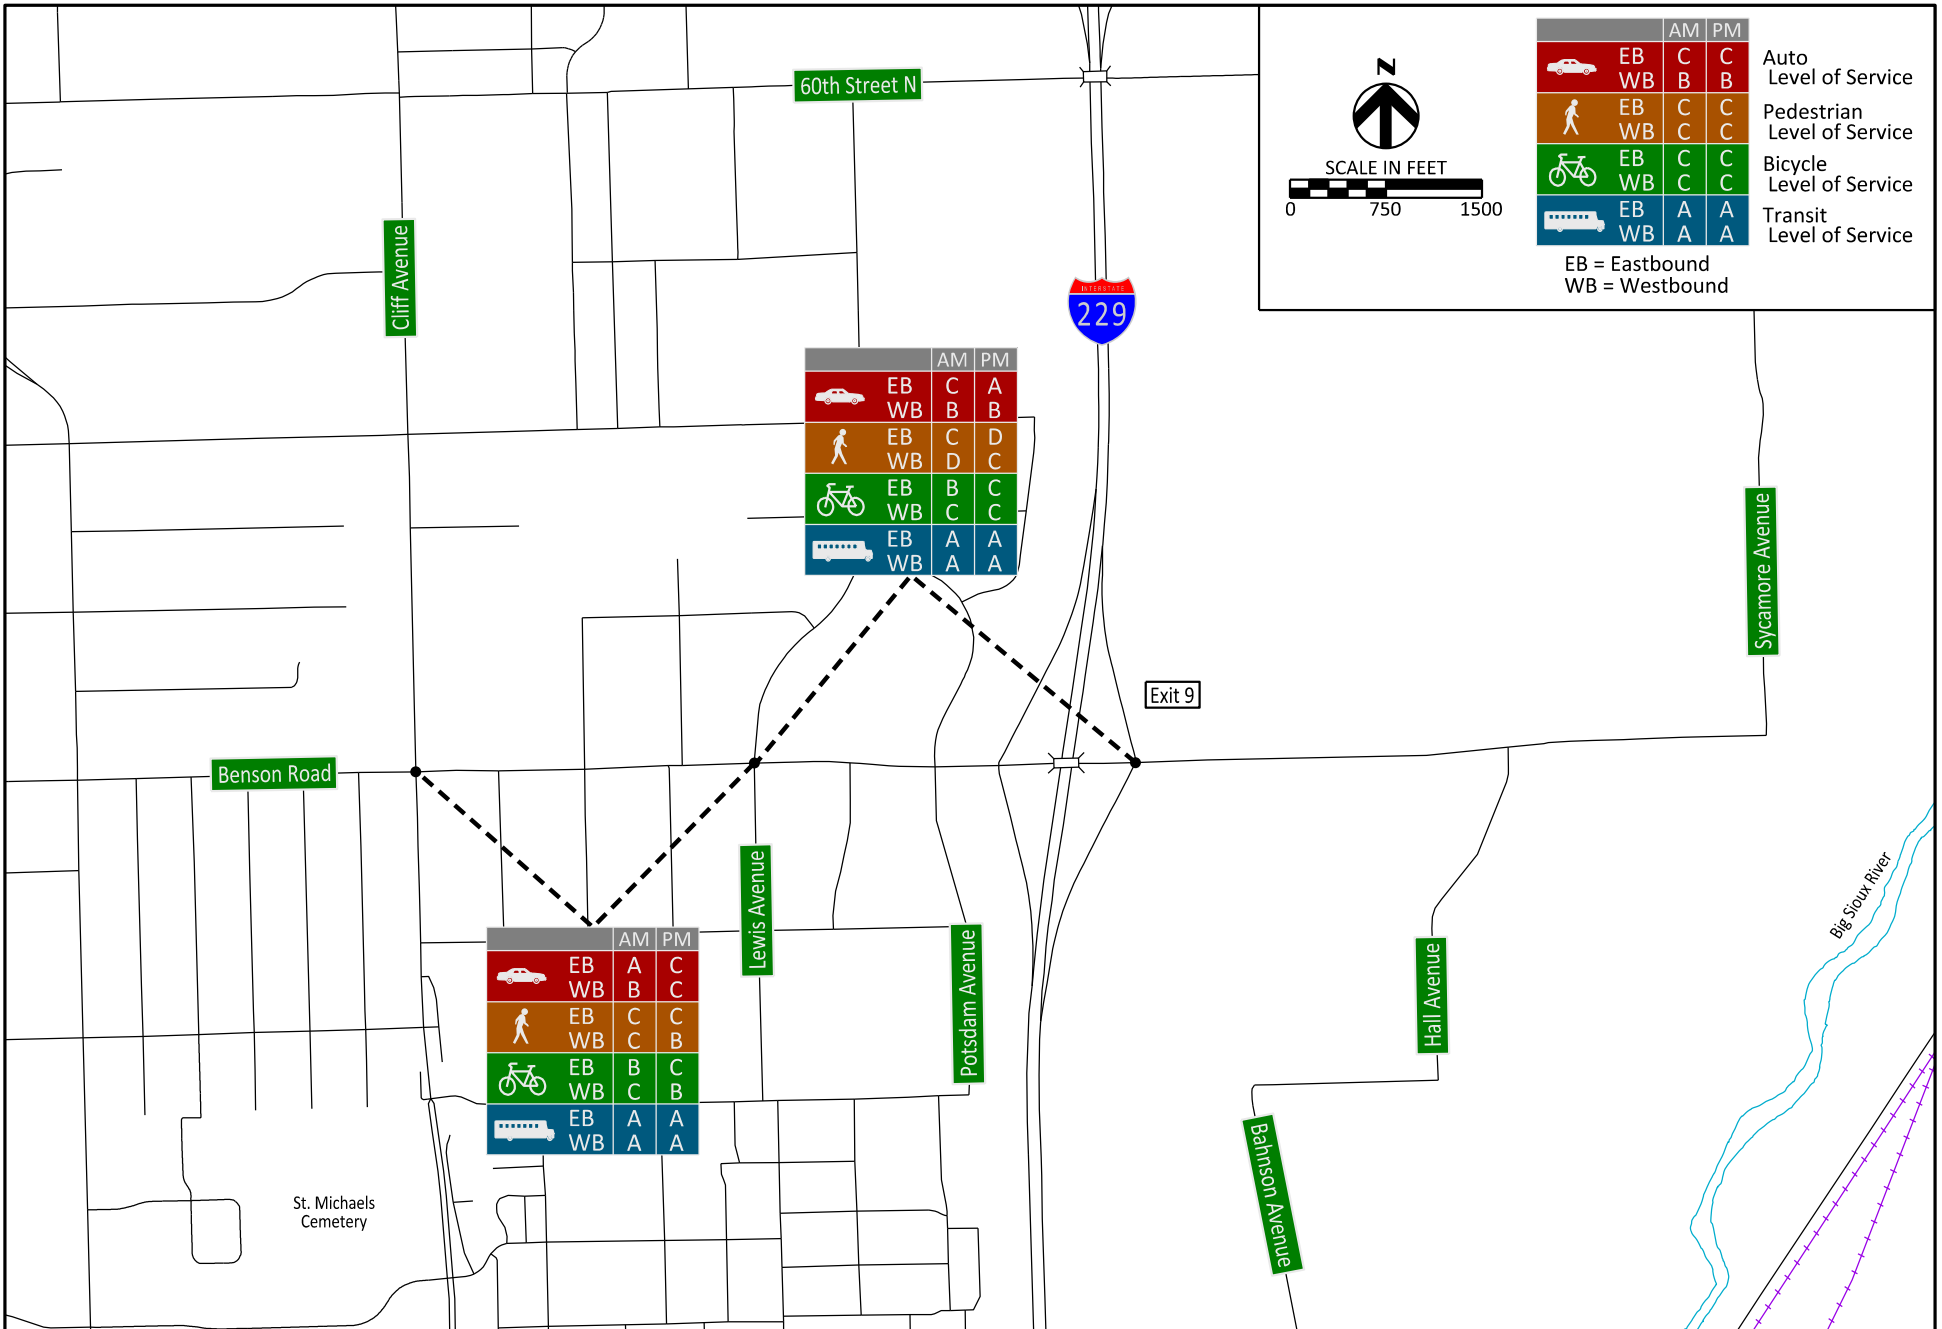 60th Street N
N
SCALE IN FEET
0 750 1500
AM PM
EB C C
WB B B
Auto
Level of Service
EB C C
WB C C
Pedestrian
Level of Service
EB C C
WB C C
Bicycle
Level of Service
EB A A
WB A A
Transit
Level of Service
EB = Eastbound
WB = Westbound
Cliff Avenue
INTERSTATE
229
AM PM
EB C A
WB B B
EB C D
WB D C
EB B C
WB C C
EB A A
WB A A
Sycamore Avenue
Exit 9
Benson Road
Lewis Avenue
Big Sioux River
AM PM
EB A C
WB B C
EB C C
WB C B
EB B C
WB C B
EB A A
WB A A
Potsdam Avenue
Hall Avenue
Bahnson Avenue
St. Michaels
Cemetery